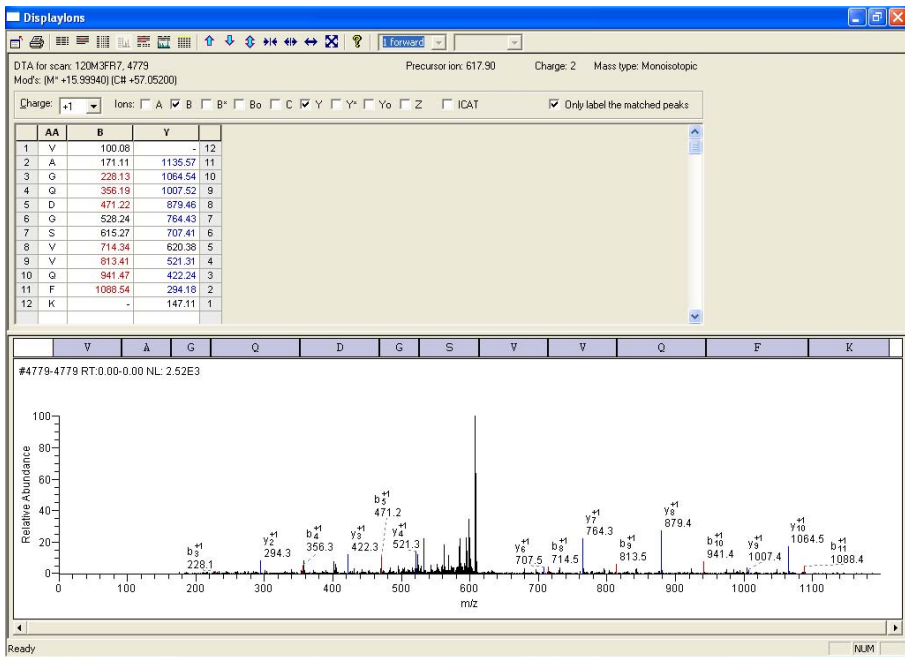 DisplayIons
1 forward
DTA for scan: 120M3FR7, 4779 Precursor ion: 617.90 Charge: 2 Mass type: Monoisotopic
Mod's: (M* +15.99940) (C# +57.05200)
Charge: +1 Ions: A B B* Bo C Y Y* Yo Z ICAT Only label the matched peaks
AA B Y
1 V 100.08 - 12
2 A 171.11 1135.57 11
3 G 228.13 1064.54 10
4 Q 356.19 1007.52 9
5 D 471.22 879.46 8
6 G 528.24 764.43 7
7 S 615.27 707.41 6
8 V 714.34 620.38 5
9 V 813.41 521.31 4
10 Q 941.47 422.24 3
11 F 1088.54 294.18 2
12 K - 147.11 1
V A G Q D G S V V Q F K
#4779-4779 RT:0.00-0.00 NL: 2.52E3
Relative Abundance
100
80
60
40
20
0
b3+1 228.1
y2+1 294.3
b4+1 356.3
y3+1 422.3
b5+1 471.2
y4+1 521.3
y6+1 707.5
b8+1 714.5
y7+1 764.3
b9+1 813.5
y8+1 879.4
b10+1 941.4
y9+1 1007.4
y10+1 1064.5
b11+1 1088.4
0 100 200 300 400 500 600 700 800 900 1000 1100
m/z
Ready NUM